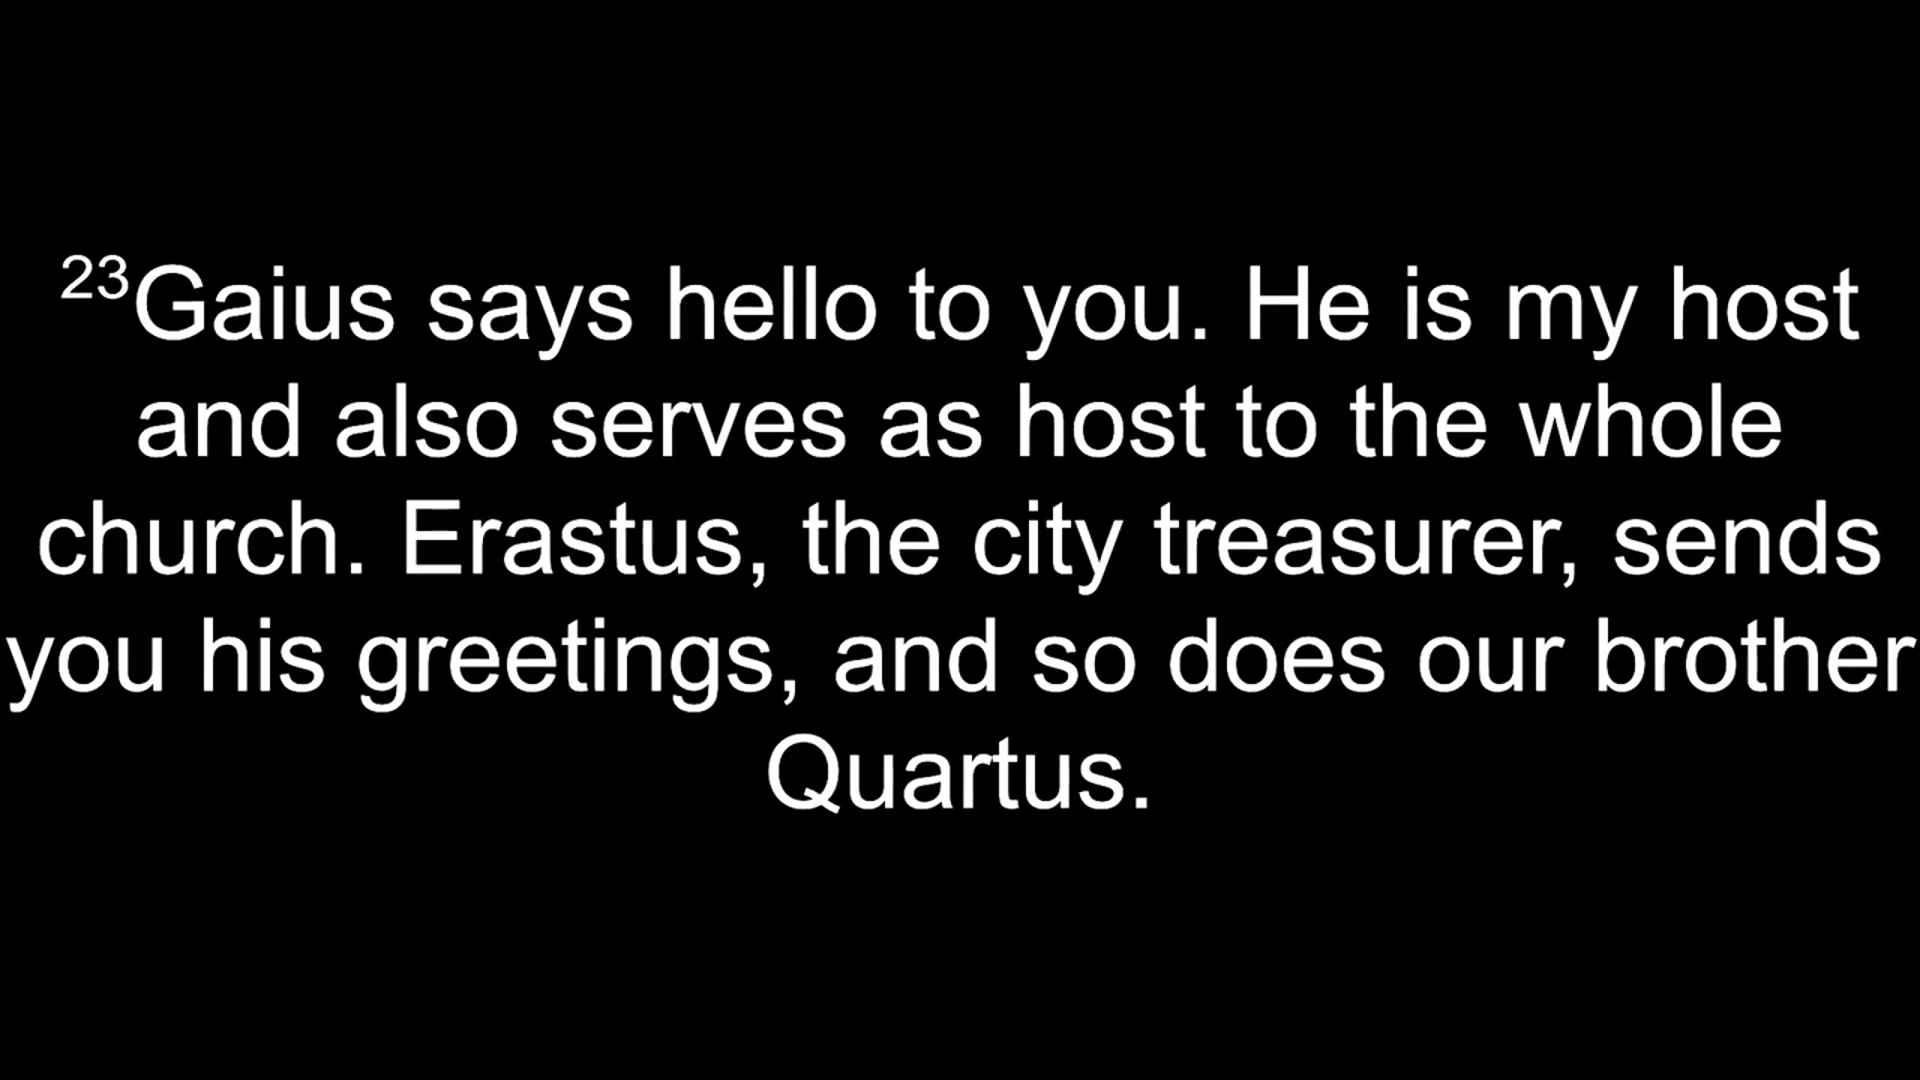 ²³Gaius says hello to you. He is my host
and also serves as host to the whole
church. Erastus, the city treasurer, sends
you his greetings, and so does our brother
Quartus.